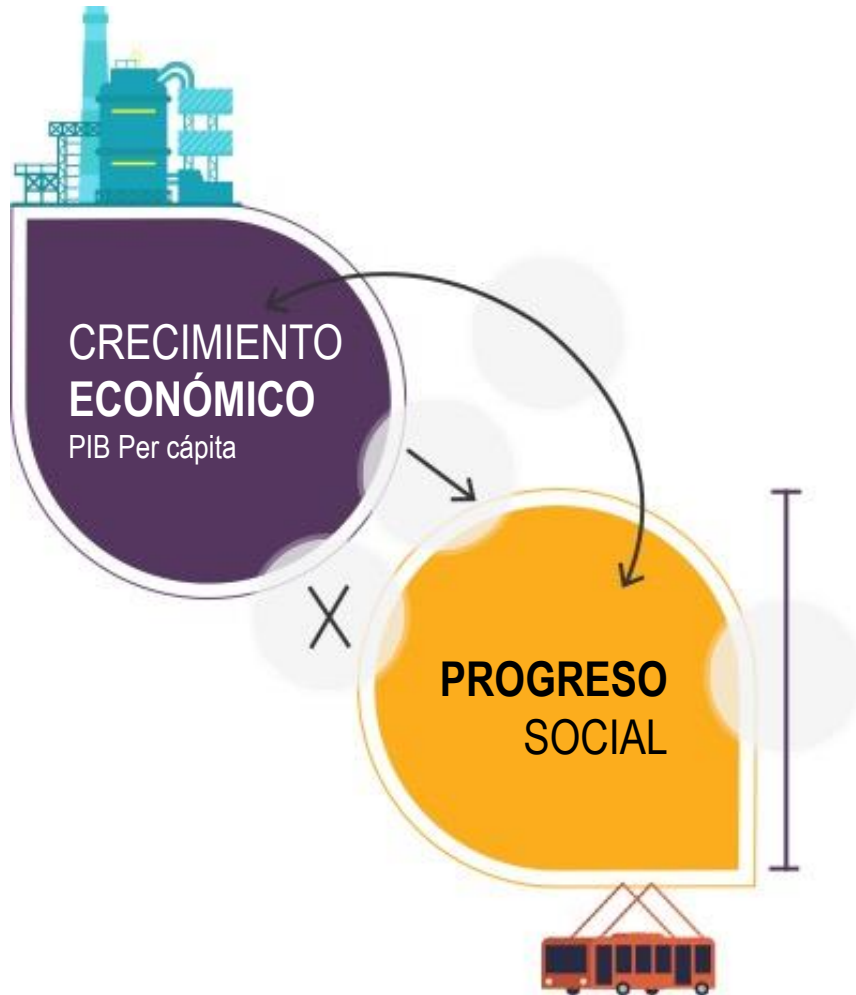 CRECIMIENTO
ECONÓMICO
PIB Per cápita
X
PROGRESO
SOCIAL